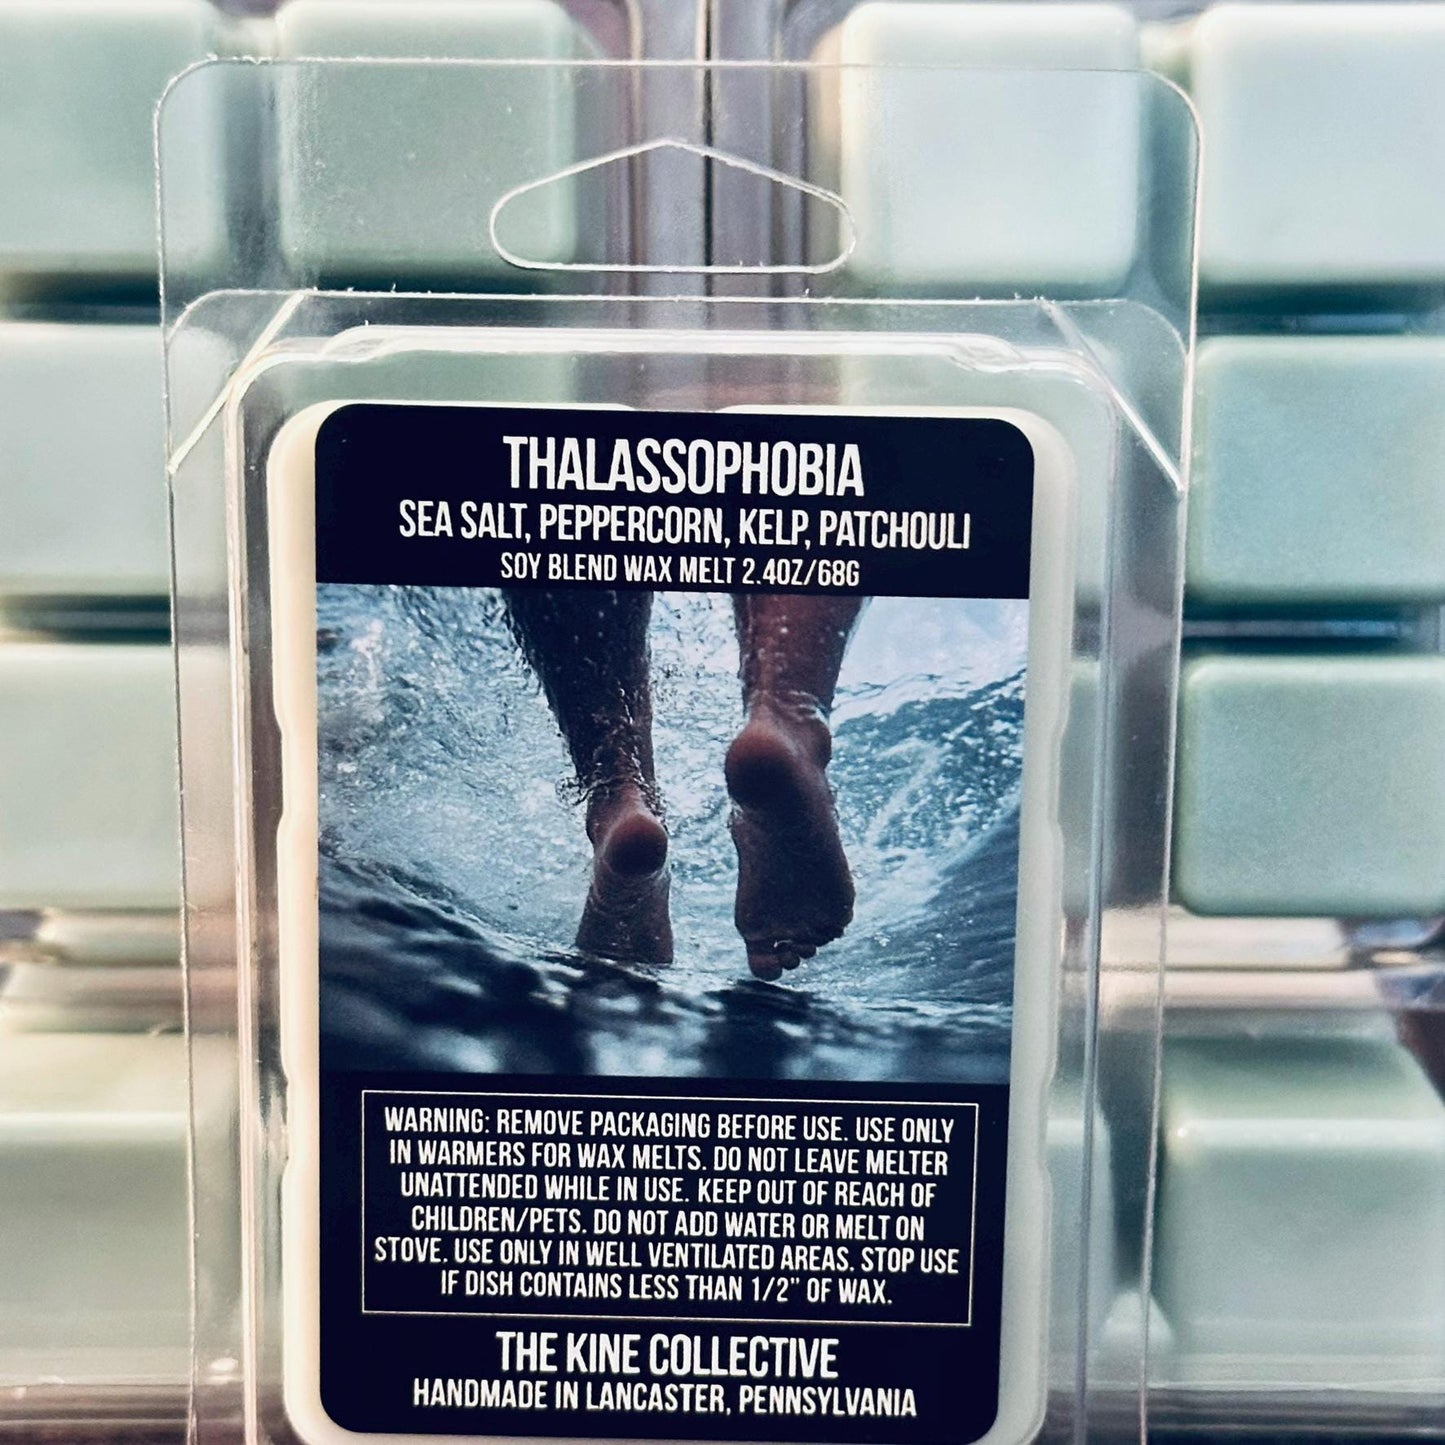 THALASSOPHOBIA
SEA SALT, PEPPERCORN, KELP, PATCHOULI
SOY BLEND WAX MELT 2.4OZ/68G
WARNING: REMOVE PACKAGING BEFORE USE. USE ONLY
IN WARMERS FOR WAX MELTS. DO NOT LEAVE MELTER
UNATTENDED WHILE IN USE. KEEP OUT OF REACH OF
CHILDREN/PETS. DO NOT ADD WATER OR MELT ON
STOVE. USE ONLY IN WELL VENTILATED AREAS. STOP USE
IF DISH CONTAINS LESS THAN 1/2" OF WAX.
THE KINE COLLECTIVE
HANDMADE IN LANCASTER, PENNSYLVANIA